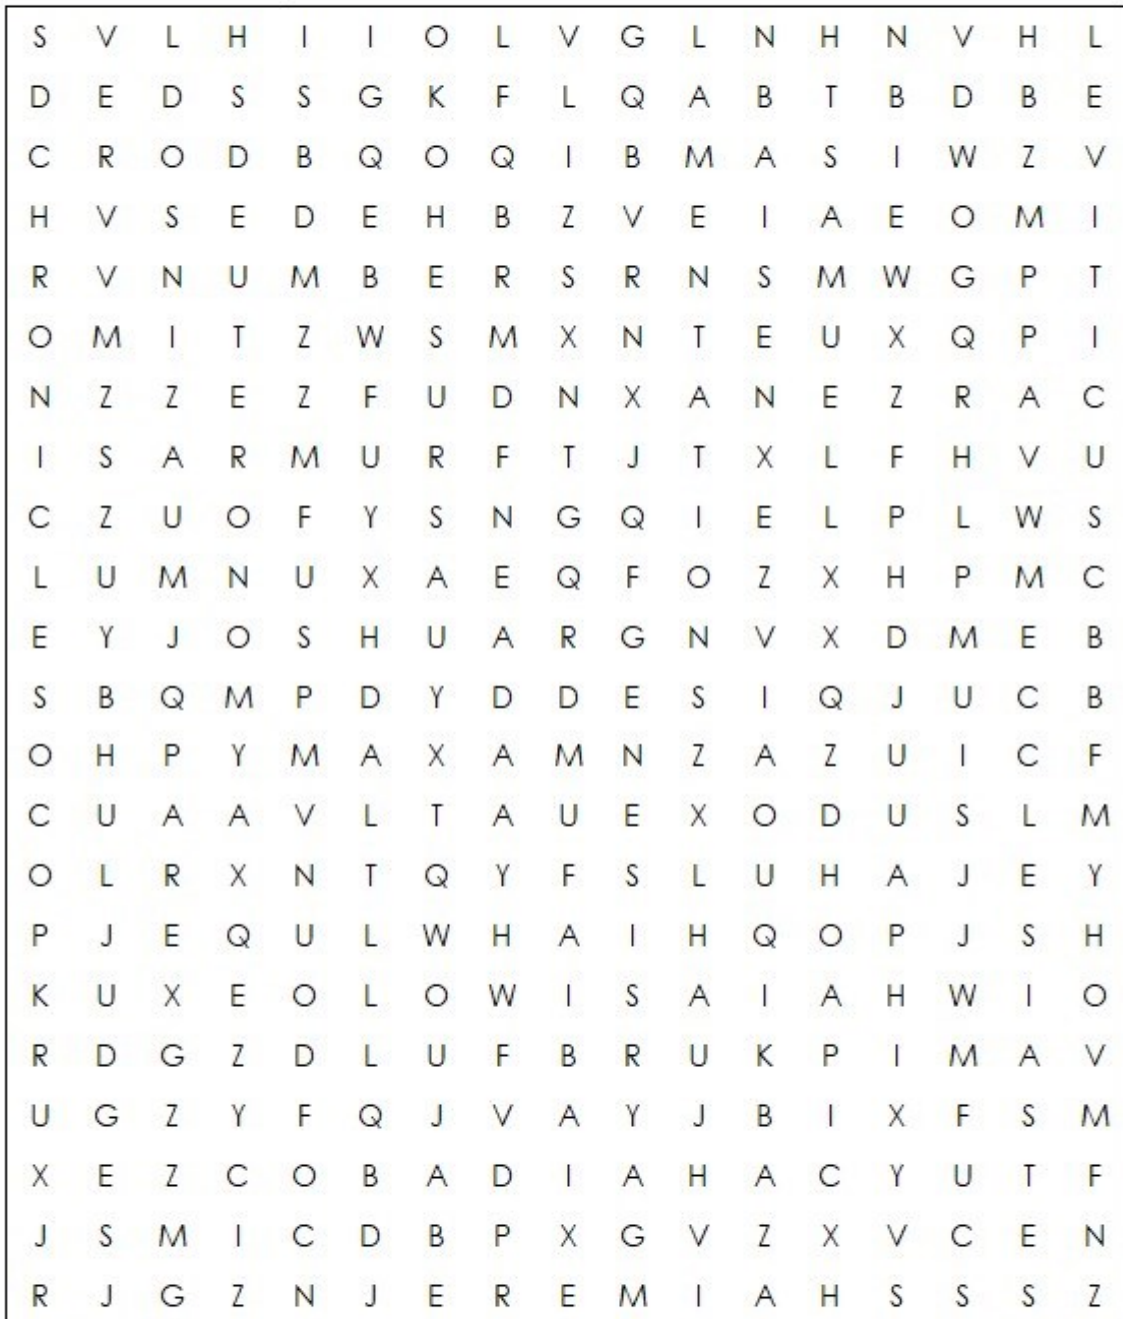 S V L H I I O L V G L N H N V H L
D E D S S G K F L Q A B T B D B E
C R O D B Q O Q I B M A S I W Z V
H V S E D E H B Z V E I A E O M I
R V N U M B E R S R N S M W G P T
O M I T Z W S M X N T E U X Q P I
N Z Z E Z F U D N X A N E Z R A C
I S A R M U R F T J T X L F H V U
C Z U O F Y S N G Q I E L P L W S
L U M N U X A E Q F O Z X H P M C
E Y J O S H U A R G N V X D M E B
S B Q M P D Y D D E S I Q J U C B
O H P Y M A X A M N Z A Z U I C F
C U A A V L T A U E X O D U S L M
O L R X N T Q Y F S L U H A J E Y
P J E Q U L W H A I H Q O P J S H
K U X E O L O W I S A I A H W I O
R D G Z D L U F B R U K P I M A V
U G Z Y F Q J V A Y J B I X F S M
X E Z C O B A D I A H A C Y U T F
J S M I C D B P X G V Z X V C E N
R J G Z N J E R E M I A H S S S Z